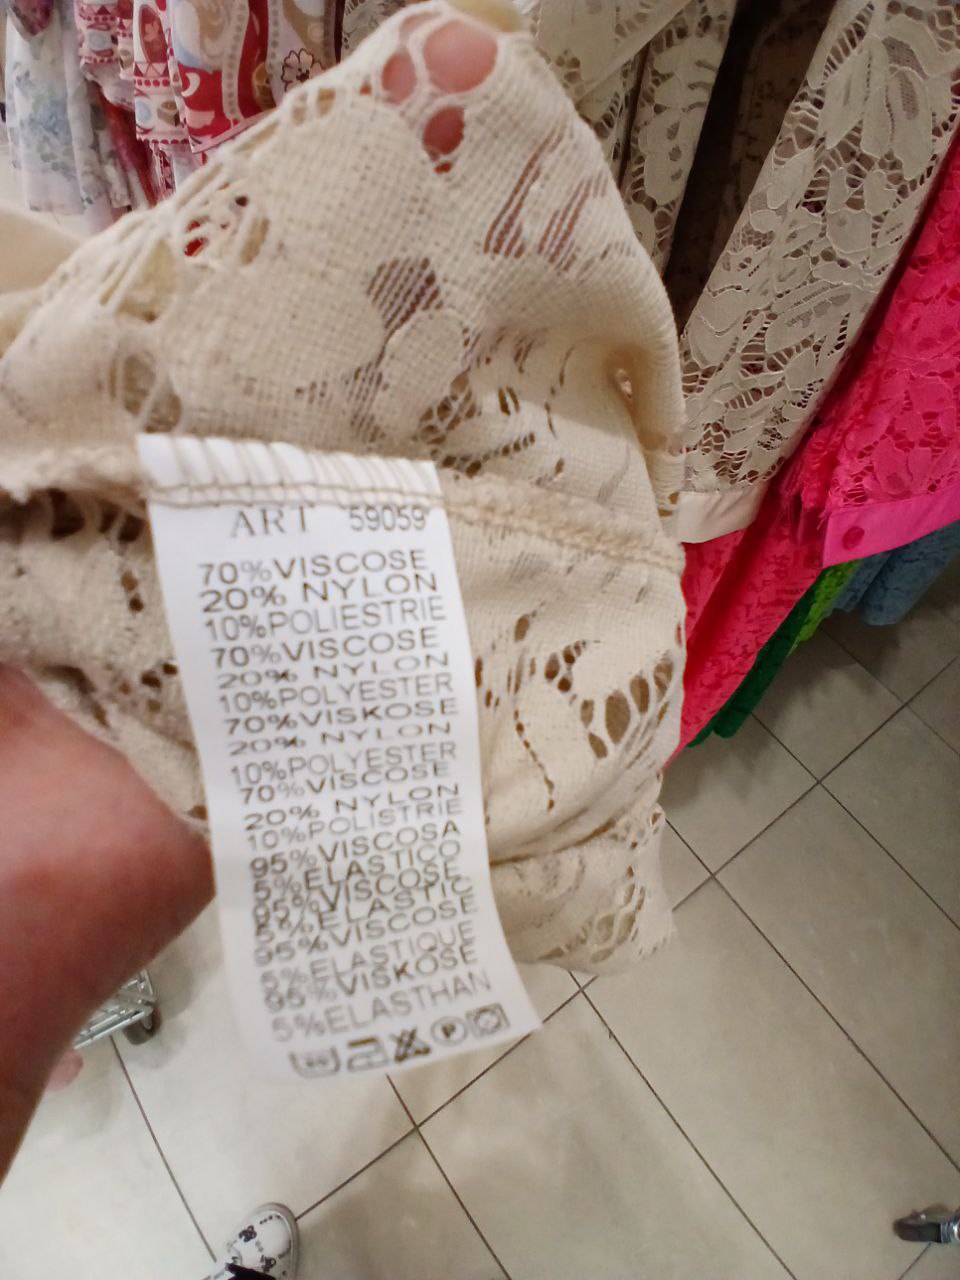 ART 59059
70%VISCOSE
20% NYLON
10%POLIESTRIE
70%VISCOSE
20% NYLON
10%POLYESTER
70%VISKOSE
20% NYLON
10%POLYESTER
70%VISCOSE
20% NYLON
10%POLISTRIE
95%VISCOSA
5%ELASTICO
95%VISCOSE
5%ELASTIC
95%VISCOSE
5%ELASTIQUE
95%VISKOSE
5%ELASTHAN
P